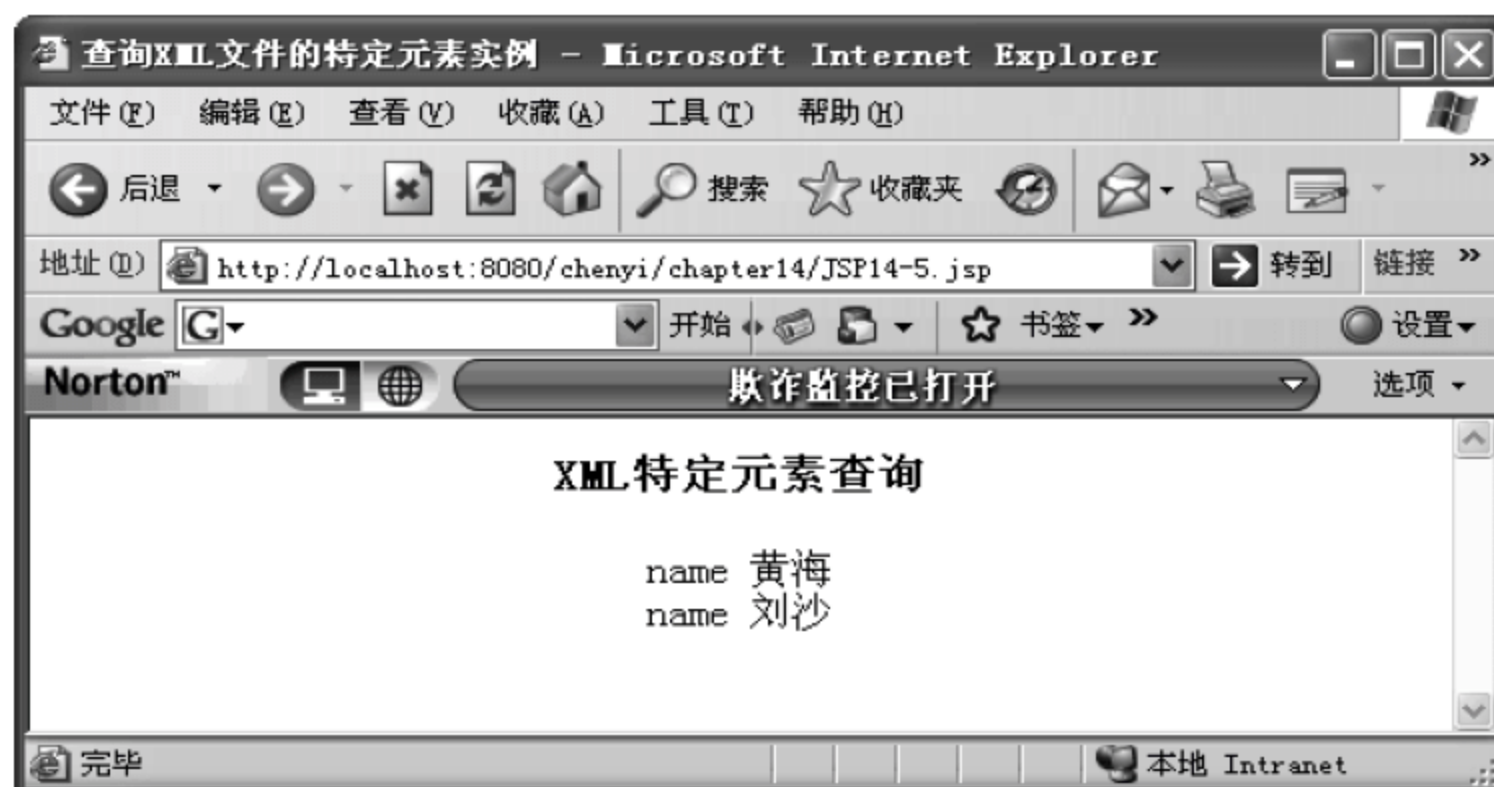 查询XML文件的特定元素实例 - Microsoft Internet Explorer
文件(F) 编辑(E) 查看(V) 收藏(A) 工具(T) 帮助(H)
后退 搜索 收藏夹 »
地址(D) http://localhost:8080/chenyi/chapter14/JSP14-5.jsp 转到 链接 »
Google G 开始 书签 » 设置
Norton™ 欺诈监控已打开 选项
XML特定元素查询
name 黄海
name 刘沙
完毕 本地 Intranet